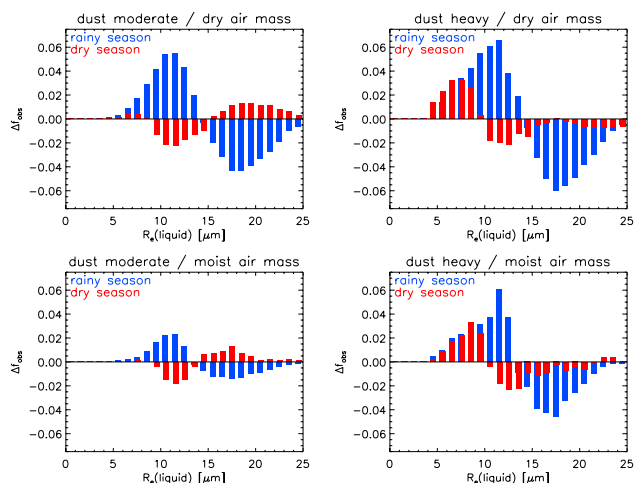 dust moderate / dry air mass
rainy season
dry season
0.06
0.04
0.02
0.00
−0.02
−0.04
−0.06
Δf_obs
0 5 10 15 20 25
R_e(liquid) [μm]
dust heavy / dry air mass
rainy season
dry season
0.06
0.04
0.02
0.00
−0.02
−0.04
−0.06
Δf_obs
0 5 10 15 20 25
R_e(liquid) [μm]
dust moderate / moist air mass
rainy season
dry season
0.06
0.04
0.02
0.00
−0.02
−0.04
−0.06
Δf_obs
0 5 10 15 20 25
R_e(liquid) [μm]
dust heavy / moist air mass
rainy season
dry season
0.06
0.04
0.02
0.00
−0.02
−0.04
−0.06
Δf_obs
0 5 10 15 20 25
R_e(liquid) [μm]